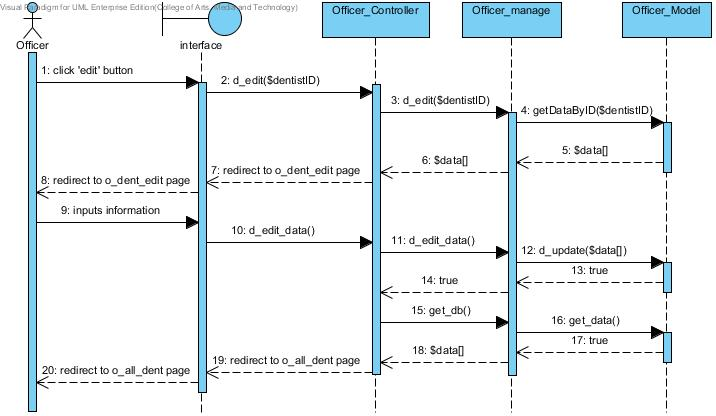 Visual Paradigm for UML Enterprise Edition(College of Arts, Media and Technology)
Officer
interface
Officer_Controller
Officer_manage
Officer_Model
1: click 'edit' button
2: d_edit($dentistID)
3: d_edit($dentistID)
4: getDataByID($dentistID)
5: $data[]
6: $data[]
7: redirect to o_dent_edit page
8: redirect to o_dent_edit page
9: inputs information
10: d_edit_data()
11: d_edit_data()
12: d_update($data[])
13: true
14: true
15: get_db()
16: get_data()
17: true
18: $data[]
19: redirect to o_all_dent page
20: redirect to o_all_dent page